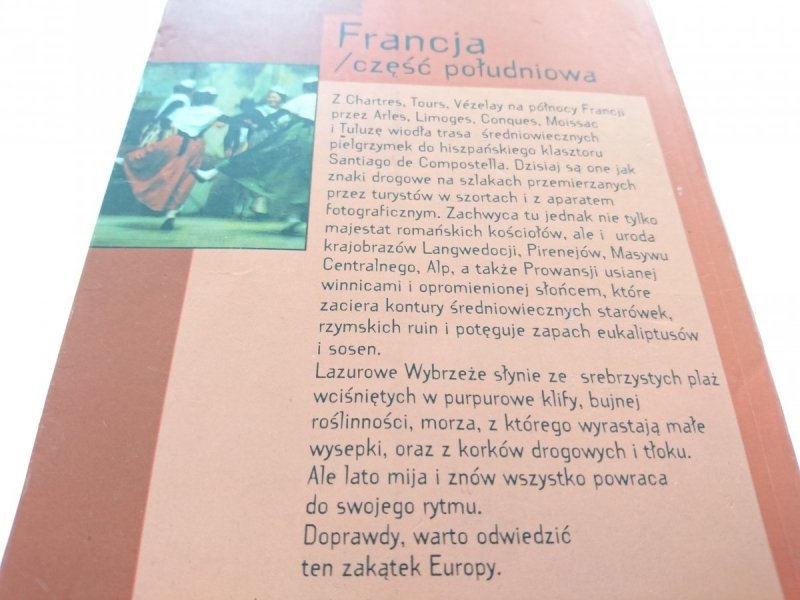 Francja
/część południowa
Z Chartres, Tours, Vézelay na północy Francji
przez Arles, Limoges, Conques, Moissac
i Tuluzę wiodła trasa średniowiecznych
pielgrzymek do hiszpańskiego klasztoru
Santiago de Compostella. Dzisiaj są one jak
znaki drogowe na szlakach przemierzanych
przez turystów w szortach i z aparatem
fotograficznym. Zachwyca tu jednak nie tylko
majestat romańskich kościołów, ale i uroda
krajobrazów Langwedocji, Pirenejów, Masywu
Centralnego, Alp, a także Prowansji usianej
winnicami i opromienionej słońcem, które
zaciera kontury średniowiecznych starówek,
rzymskich ruin i potęguje zapach eukaliptusów
i sosen.
Lazurowe Wybrzeże słynie ze srebrzystych plaż
wciśniętych w purpurowe klify, bujnej
roślinności, morza, z którego wyrastają małe
wysepki, oraz z korków drogowych i tłoku.
Ale lato mija i znów wszystko powraca
do swojego rytmu.
Doprawdy, warto odwiedzić
ten zakątek Europy.